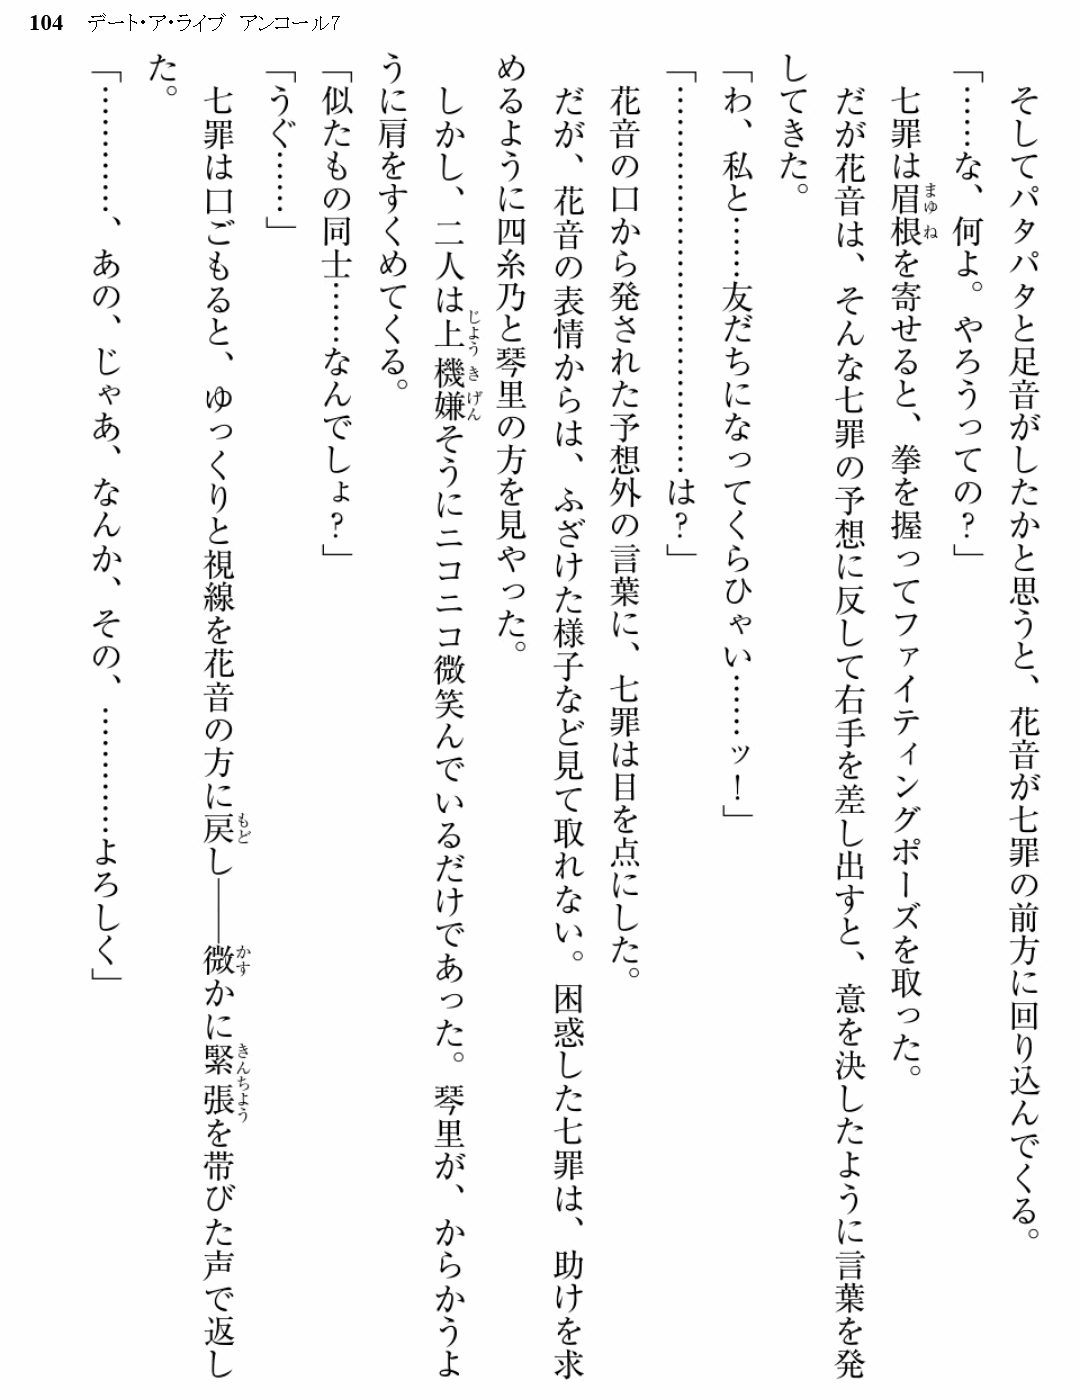 104 デート・ア・ライブ アンコール7
そしてパタパタと足音がしたかと思うと、花音が七罪の前方に回り込んでくる。
「……な、何よ。やろうっての?」
七罪は眉根を寄せると、拳を握ってファイティングポーズを取った。
だが花音は、そんな七罪の予想に反して右手を差し出すと、意を決したように言葉を発
してきた。
「わ、私と……友だちになってくらひゃい……ッ!」
「……………………………は?」
花音の口から発された予想外の言葉に、七罪は目を点にした。
だが、花音の表情からは、ふざけた様子など見て取れない。困惑した七罪は、助けを求
めるように四糸乃と琴里の方を見やった。
しかし、二人は上機嫌そうにニコニコ微笑んでいるだけであった。琴里が、からかうよ
うに肩をすくめてくる。
「似たもの同士……なんでしょ?」
「うぐ……」
七罪は口ごもると、ゆっくりと視線を花音の方に戻し――微かに緊張を帯びた声で返し
た。
「…………、あの、じゃあ、なんか、その、…………よろしく」